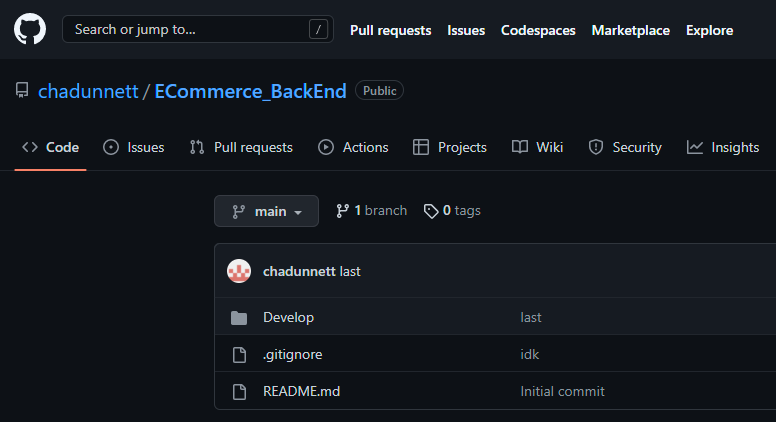 Search or jump to... / Pull requests Issues Codespaces Marketplace Explore
chadunnett / ECommerce_BackEnd Public
Code Issues Pull requests Actions Projects Wiki Security Insights
main 1 branch 0 tags
chadunnett last
Develop last
.gitignore idk
README.md Initial commit